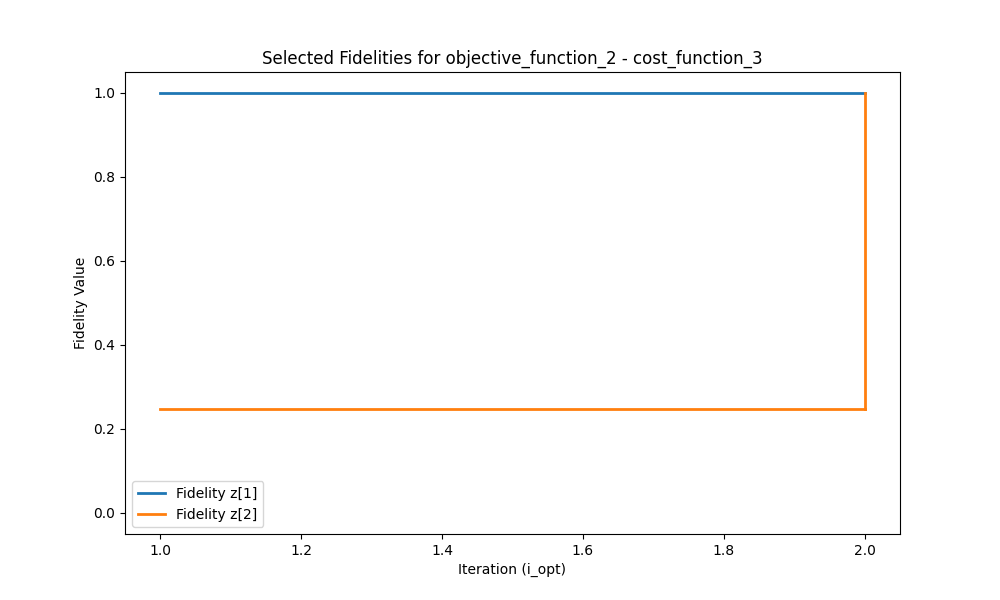 Selected Fidelities for objective_function_2 - cost_function_3
Fidelity Value
1.0
0.8
0.6
0.4
0.2
0.0
Fidelity z[1]
Fidelity z[2]
1.0 1.2 1.4 1.6 1.8 2.0
Iteration (i_opt)